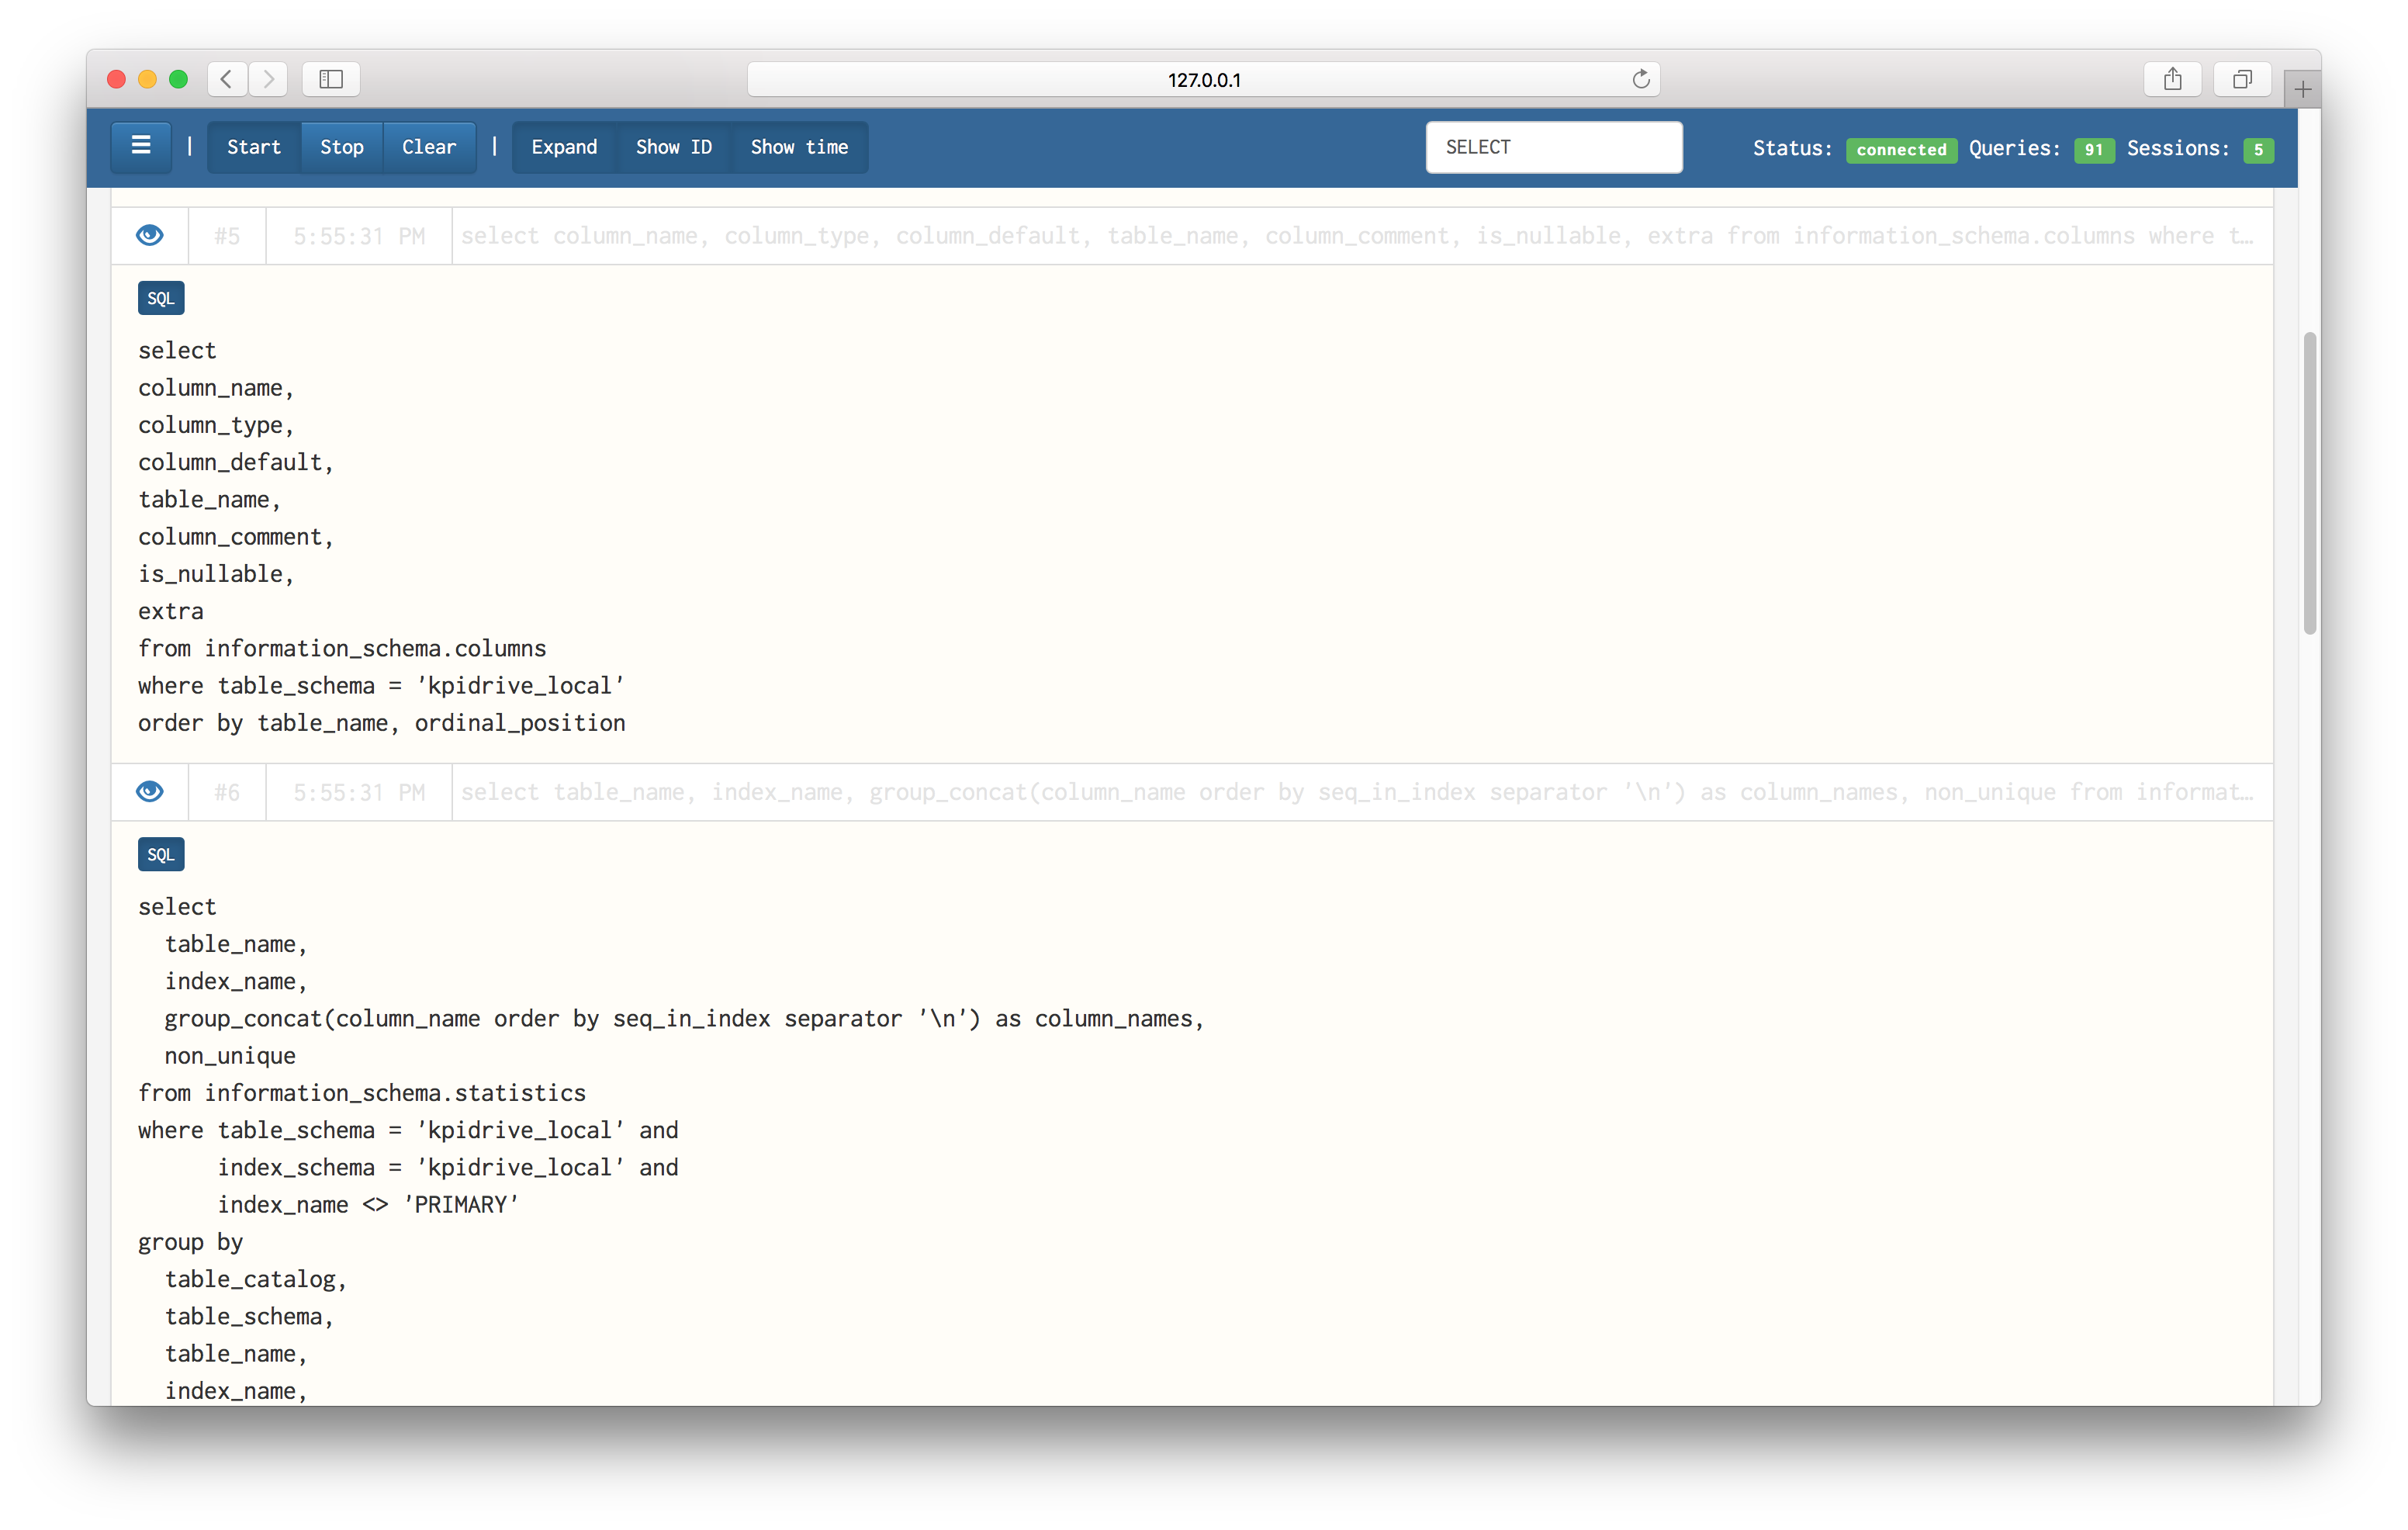 127.0.0.1
| Start Stop Clear | Expand Show ID Show time SELECT Status: connected Queries: 91 Sessions: 5
#5 5:55:31 PM select column_name, column_type, column_default, table_name, column_comment, is_nullable, extra from information_schema.columns where t…
SQL
select
column_name,
column_type,
column_default,
table_name,
column_comment,
is_nullable,
extra
from information_schema.columns
where table_schema = 'kpidrive_local'
order by table_name, ordinal_position
#6 5:55:31 PM select table_name, index_name, group_concat(column_name order by seq_in_index separator '\n') as column_names, non_unique from informat…
SQL
select
  table_name,
  index_name,
  group_concat(column_name order by seq_in_index separator '\n') as column_names,
  non_unique
from information_schema.statistics
where table_schema = 'kpidrive_local' and
      index_schema = 'kpidrive_local' and
      index_name <> 'PRIMARY'
group by
  table_catalog,
  table_schema,
  table_name,
  index_name,